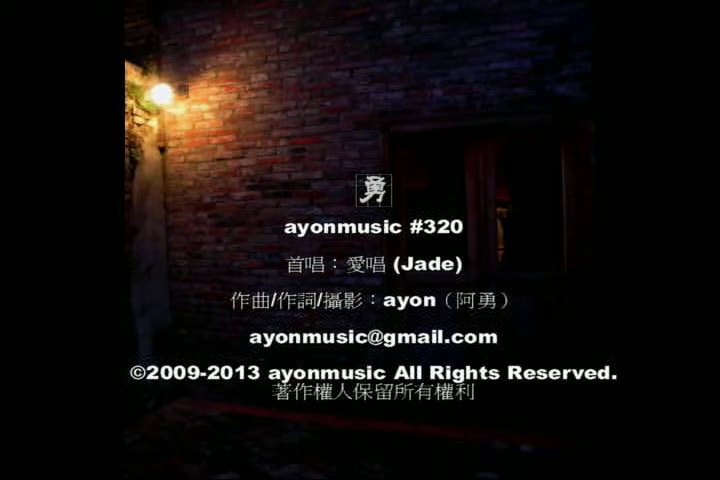 勇
ayonmusic #320
首唱：愛唱 (Jade)
作曲/作詞/攝影：ayon（阿勇）
ayonmusic@gmail.com
©2009-2013 ayonmusic All Rights Reserved.
著作權人保留所有權利